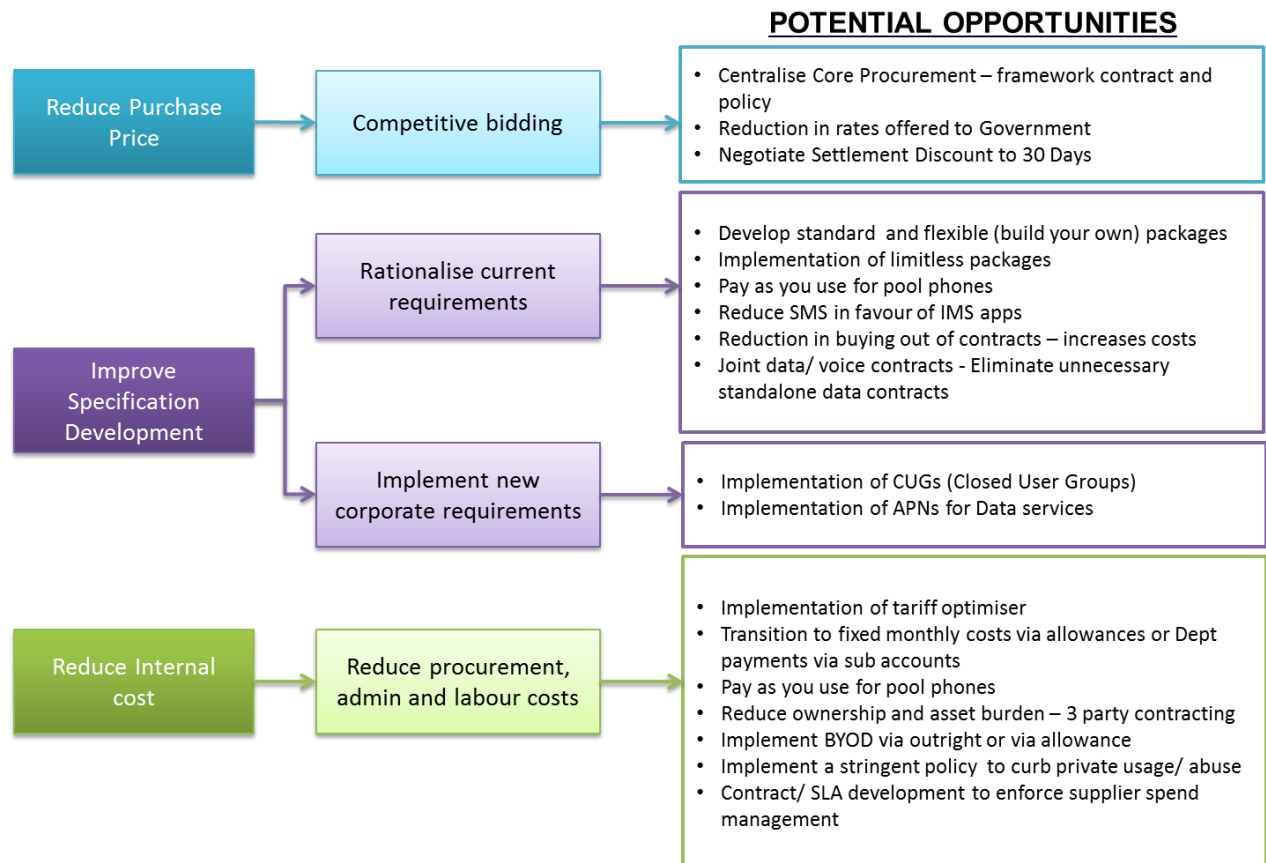 POTENTIAL OPPORTUNITIES
Reduce Purchase
Price
Competitive bidding
• Centralise Core Procurement – framework contract and
policy
• Reduction in rates offered to Government
• Negotiate Settlement Discount to 30 Days
Improve
Specification
Development
Rationalise current
requirements
• Develop standard and flexible (build your own) packages
• Implementation of limitless packages
• Pay as you use for pool phones
• Reduce SMS in favour of IMS apps
• Reduction in buying out of contracts – increases costs
• Joint data/ voice contracts - Eliminate unnecessary
standalone data contracts
Implement new
corporate requirements
• Implementation of CUGs (Closed User Groups)
• Implementation of APNs for Data services
Reduce Internal
cost
Reduce procurement,
admin and labour costs
• Implementation of tariff optimiser
• Transition to fixed monthly costs via allowances or Dept
payments via sub accounts
• Pay as you use for pool phones
• Reduce ownership and asset burden – 3 party contracting
• Implement BYOD via outright or via allowance
• Implement a stringent policy to curb private usage/ abuse
• Contract/ SLA development to enforce supplier spend
management